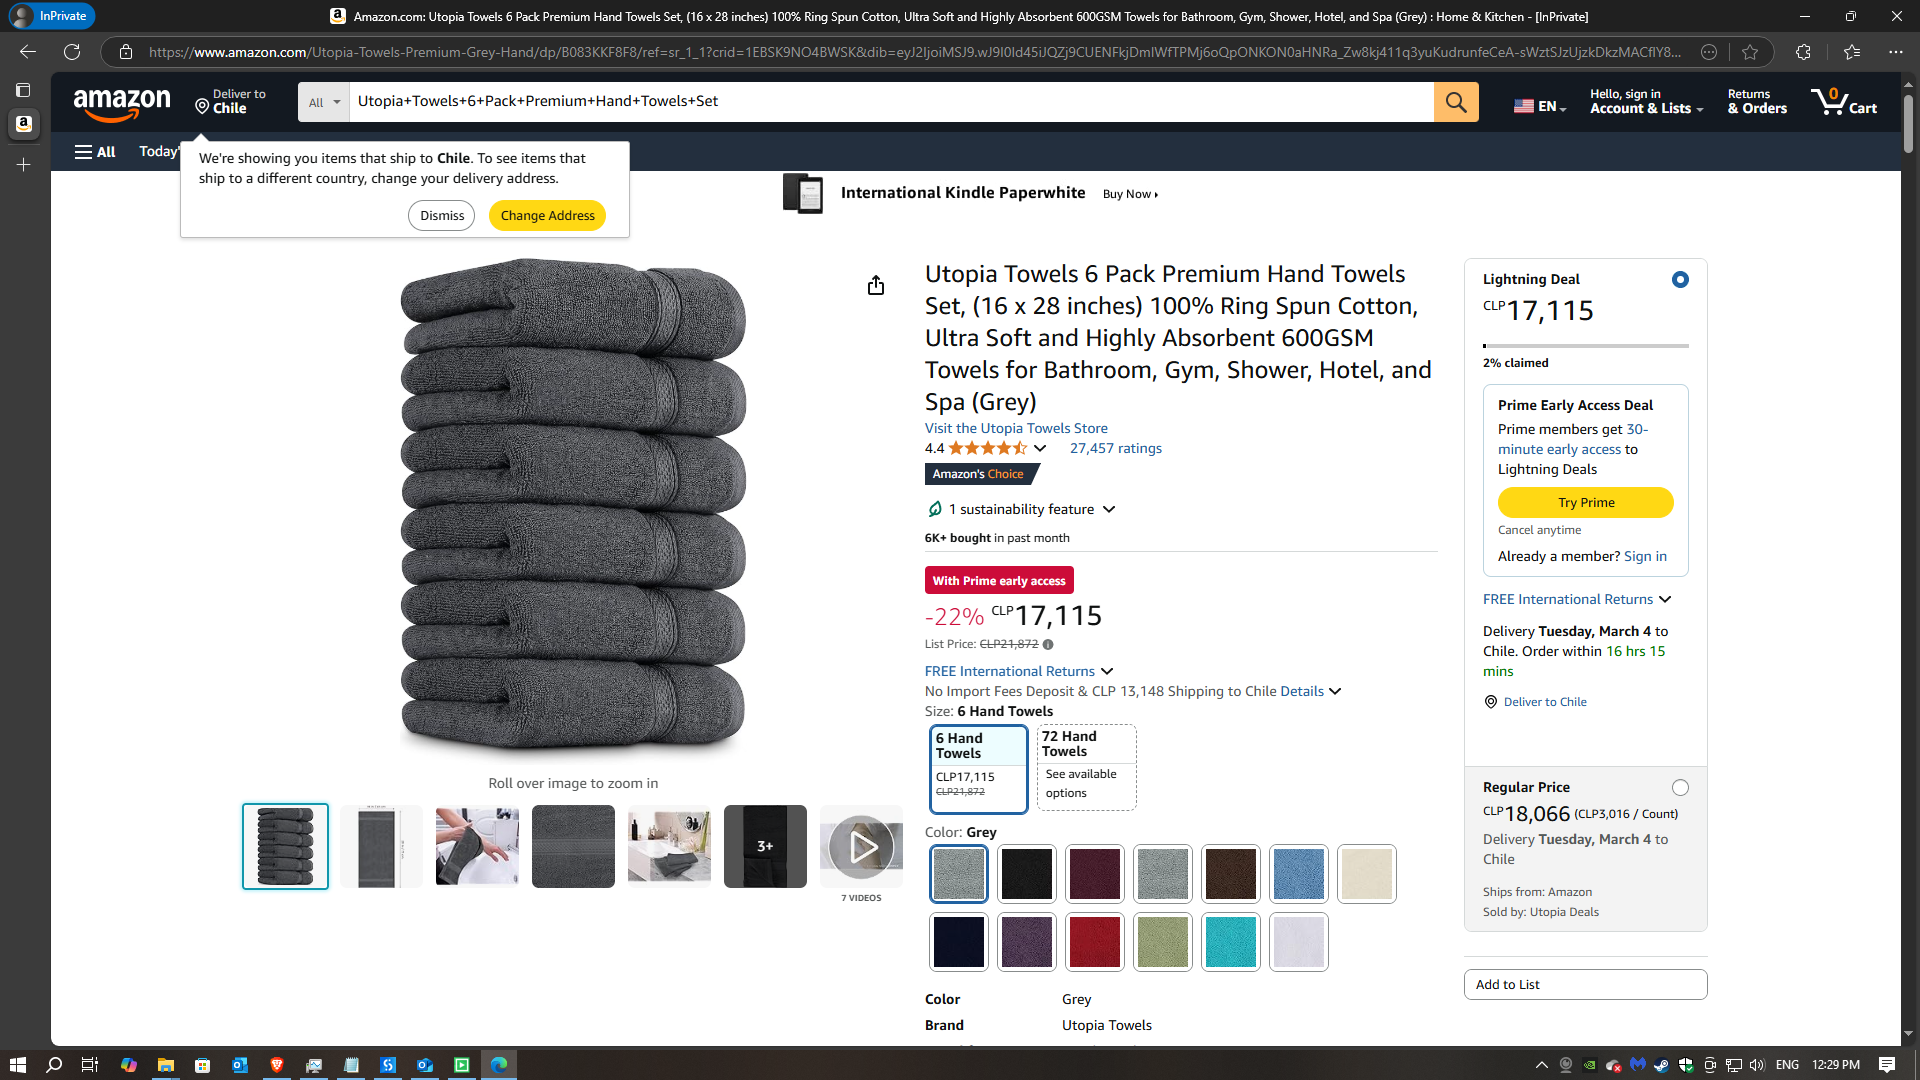 InPrivate
Amazon.com: Utopia Towels 6 Pack Premium Hand Towels Set, (16 x 28 inches) 100% Ring Spun Cotton, Ultra Soft and Highly Absorbent 600GSM Towels for Bathroom, Gym, Shower, Hotel, and Spa (Grey) : Home & Kitchen - [InPrivate]
https://www.amazon.com/Utopia-Towels-Premium-Grey-Hand/dp/B083KKF8F8/ref=sr_1_1?crid=1EBSK9NO4BWSK&dib=
amazon
Deliver to
Chile
All
Utopia+Towels+6+Pack+Premium+Hand+Towels+Set
EN
Hello, sign in
Account & Lists
Returns
& Orders
0
Cart
All
Today'
We're showing you items that ship to Chile. To see items that
ship to a different country, change your delivery address.
Dismiss
Change Address
International Kindle Paperwhite
Buy Now
Utopia Towels 6 Pack Premium Hand Towels
Set, (16 x 28 inches) 100% Ring Spun Cotton,
Ultra Soft and Highly Absorbent 600GSM
Towels for Bathroom, Gym, Shower, Hotel, and
Spa (Grey)
Visit the Utopia Towels Store
4.4
27,457 ratings
Amazon's Choice
1 sustainability feature
6K+ bought in past month
With Prime early access
-22% CLP17,115
List Price: CLP21,872
FREE International Returns
No Import Fees Deposit & CLP 13,148 Shipping to Chile Details
Size: 6 Hand Towels
6 Hand
Towels
CLP17,115
CLP21,872
72 Hand
Towels
See available
options
Color: Grey
Color
Grey
Brand
Utopia Towels
Roll over image to zoom in
3+
7 VIDEOS
Lightning Deal
CLP17,115
2% claimed
Prime Early Access Deal
Prime members get 30-
minute early access to
Lightning Deals
Try Prime
Cancel anytime
Already a member? Sign in
FREE International Returns
Delivery Tuesday, March 4 to
Chile. Order within 16 hrs 15
mins
Deliver to Chile
Regular Price
CLP18,066 (CLP3,016 / Count)
Delivery Tuesday, March 4 to
Chile
Ships from: Amazon
Sold by: Utopia Deals
Add to List
ENG
12:29 PM